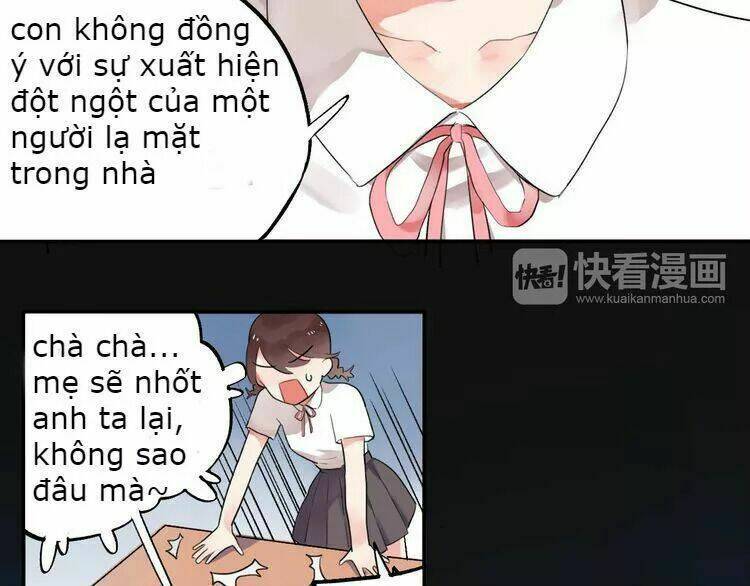 con không đồng
ý với sự xuất hiện
đột ngột của một
người lạ mặt
trong nhà
快看!
快看漫画
www.kuaikanmanhua.com
chà chà...
mẹ sẽ nhốt
anh ta lại,
không sao
đâu mà~